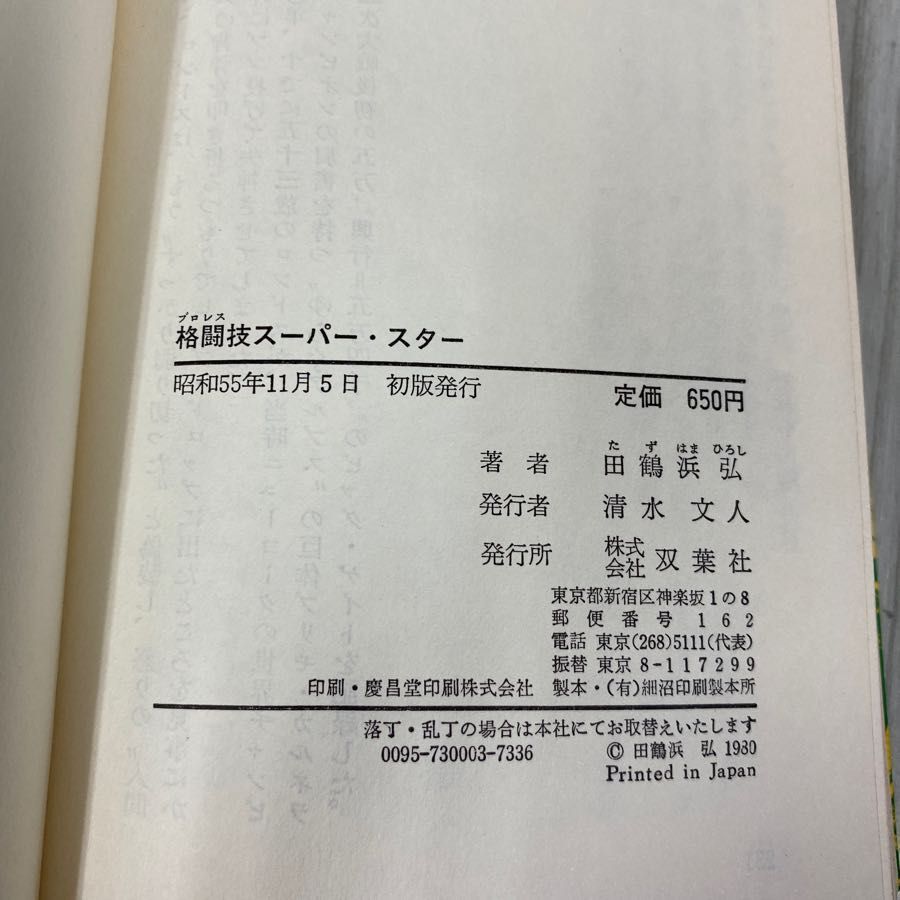 プロレス
格闘技スーパー・スター
昭和55年11月5日 初版発行 定価 650円
たずはまひろし
著者 田鶴浜弘
発行者 清水文人
発行所 株式会社 双葉社
東京都新宿区神楽坂1の8
郵便番号 162
電話 東京(268)5111(代表)
振替 東京 8-117299
印刷・慶昌堂印刷株式会社 製本・(有)細沼印刷製本所
落丁・乱丁の場合は本社にてお取替えいたします
0095-730003-7336 © 田鶴浜 弘 1980
Printed in Japan